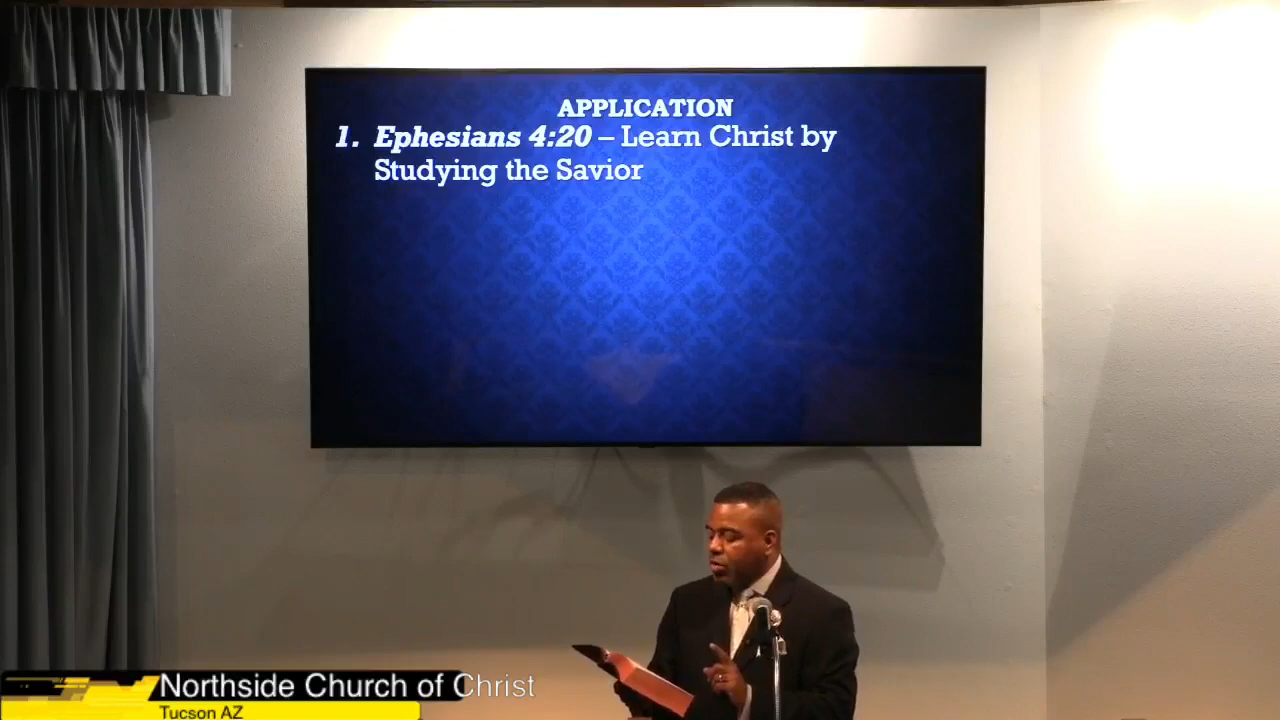 APPLICATION
1. Ephesians 4:20 – Learn Christ by
Studying the Savior
Northside Church of Christ
Tucson AZ